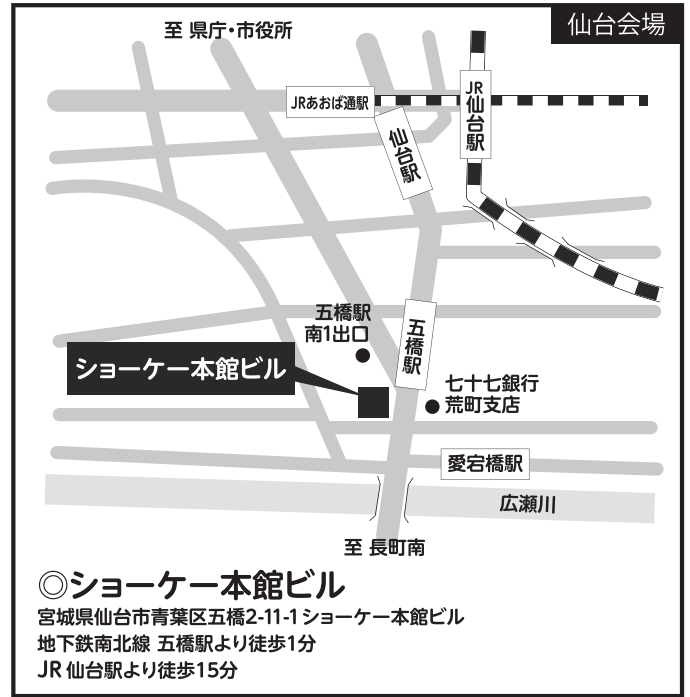 仙台会場
至 県庁・市役所
JRあおば通駅
JR仙台駅
仙台駅
五橋駅
南1出口
五橋駅
ショーケー本館ビル
七十七銀行
荒町支店
愛宕橋駅
広瀬川
至 長町南
◎ショーケー本館ビル
宮城県仙台市青葉区五橋2-11-1ショーケー本館ビル
地下鉄南北線 五橋駅より徒歩1分
JR 仙台駅より徒歩15分